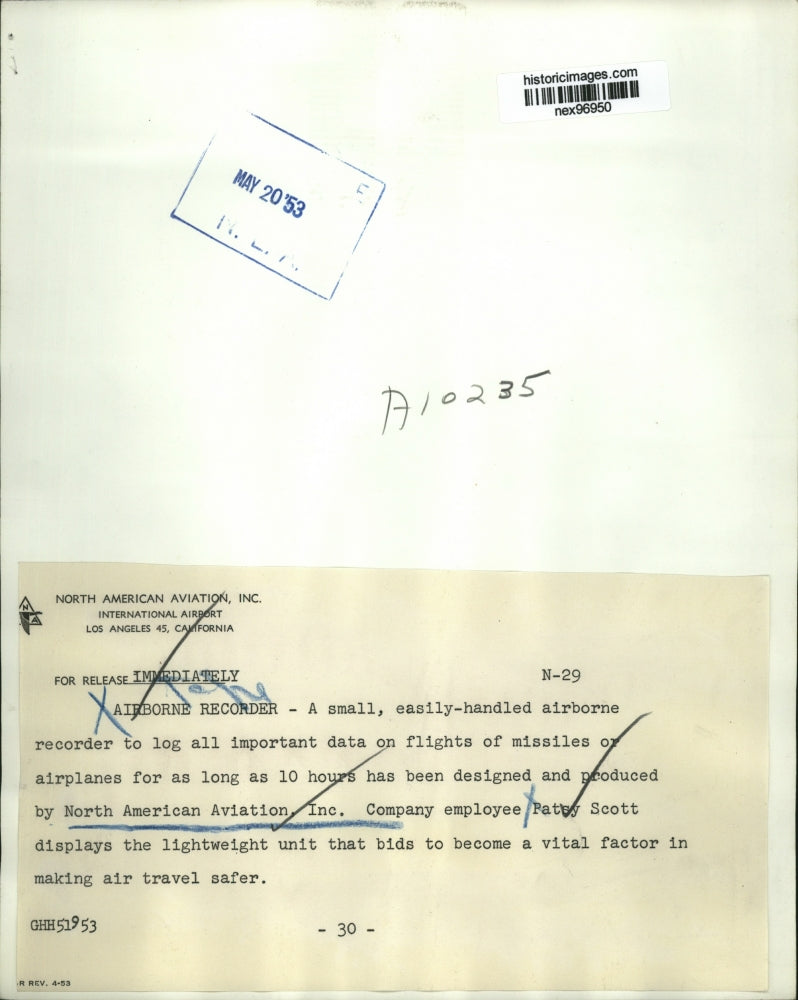 historicimages.com
nex96950
E
MAY 20 '53
N. E. A.
A10235
NORTH AMERICAN AVIATION, INC.
INTERNATIONAL AIRPORT
LOS ANGELES 45, CALIFORNIA
FOR RELEASE IMMEDIATELY N-29
AIRBORNE RECORDER - A small, easily-handled airborne
recorder to log all important data on flights of missiles or
airplanes for as long as 10 hours has been designed and produced
by North American Aviation, Inc. Company employee Patsy Scott
displays the lightweight unit that bids to become a vital factor in
making air travel safer.
GHH51953
- 30 -
R REV. 4-53